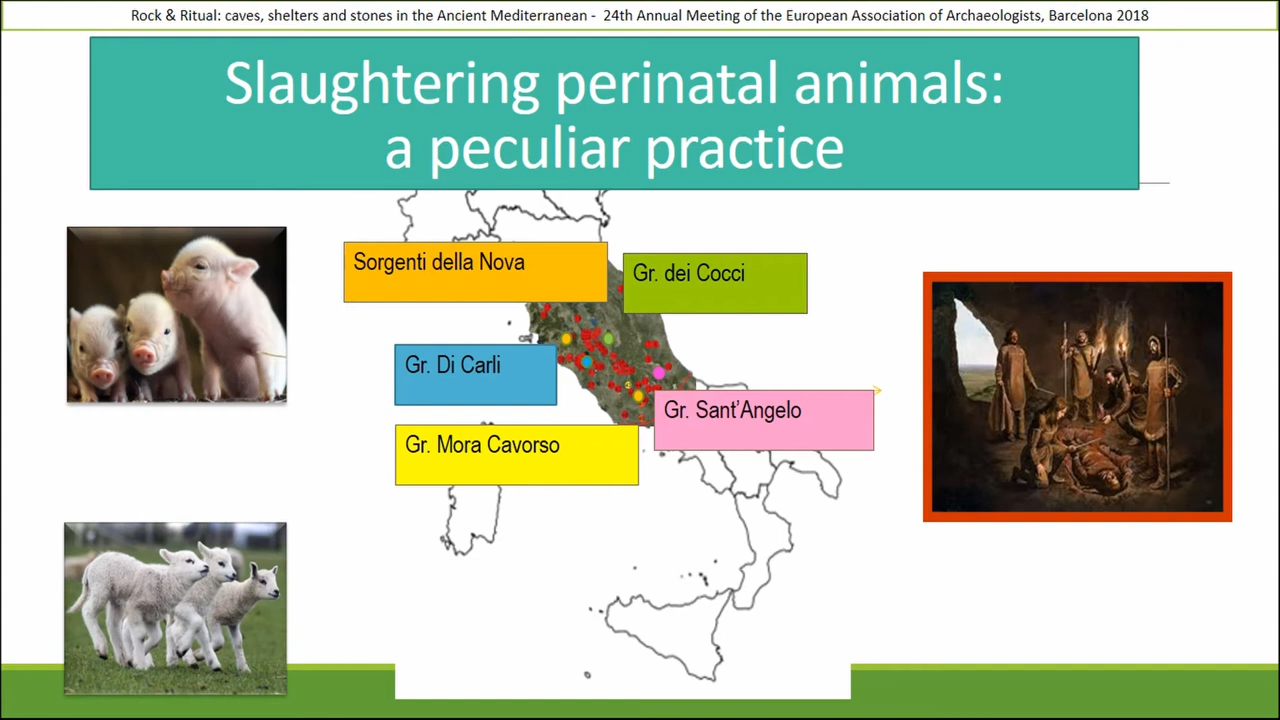 Rock & Ritual: caves, shelters and stones in the Ancient Mediterranean - 24th Annual Meeting of the European Association of Archaeologists, Barcelona 2018
Slaughtering perinatal animals:
a peculiar practice
Sorgenti della Nova
Gr. dei Cocci
Gr. Di Carli
Gr. Sant'Angelo
Gr. Mora Cavorso